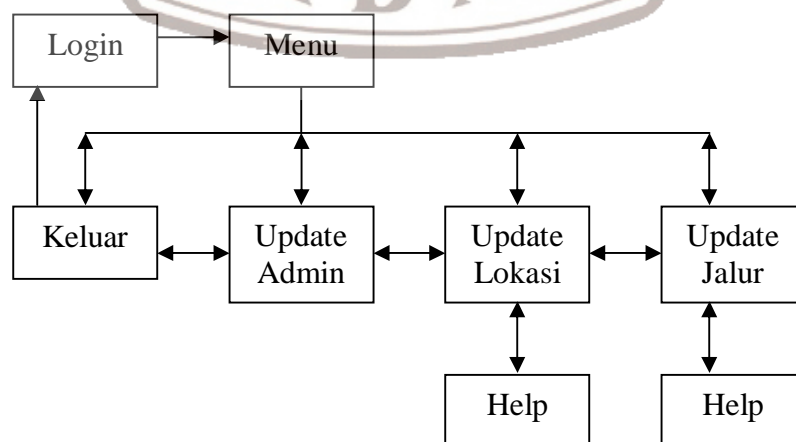 Login
Menu
Keluar
Update
Admin
Update
Lokasi
Update
Jalur
Help
Help